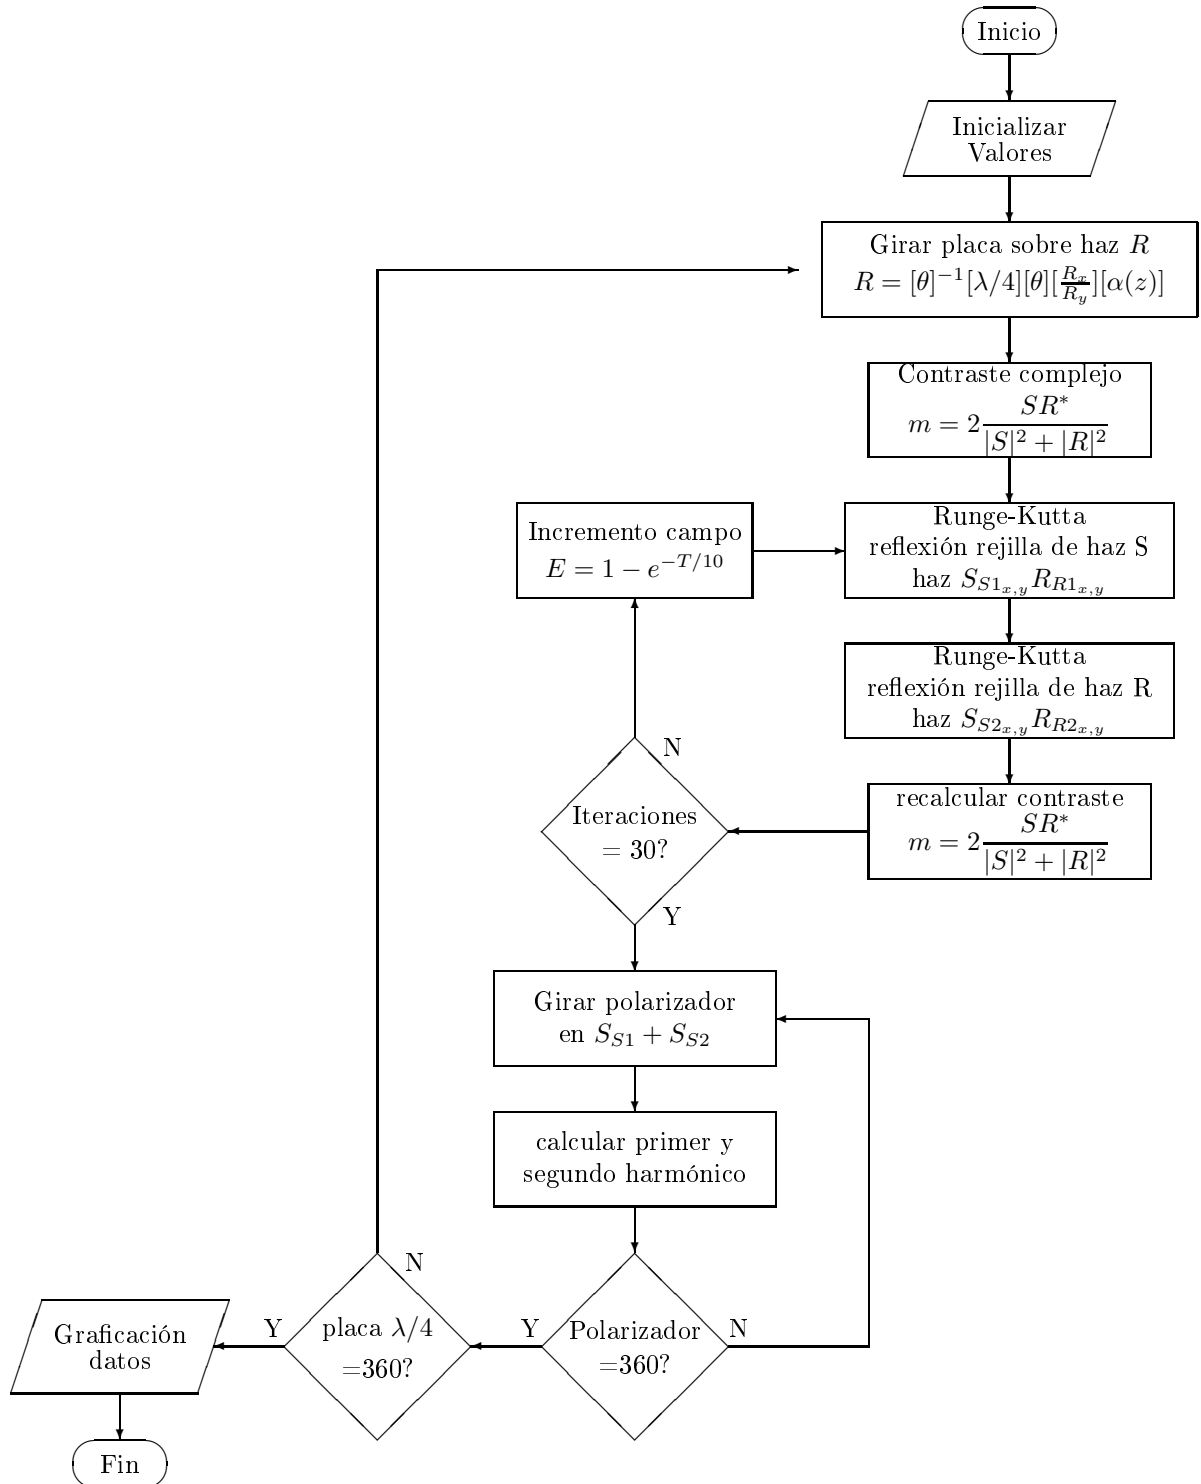 Inicio
Inicializar
Valores
Girar placa sobre haz R
R = [θ]⁻¹[λ/4][θ][R_x/R_y][α(z)]
Contraste complejo
m = 2 SR*/(|S|² + |R|²)
Incremento campo
E = 1 − e^{−T/10}
Runge-Kutta
reflexión rejilla de haz S
haz S_{S1_{x,y}} R_{R1_{x,y}}
Runge-Kutta
reflexión rejilla de haz R
haz S_{S2_{x,y}} R_{R2_{x,y}}
recalcular contraste
m = 2 SR*/(|S|² + |R|²)
N
Iteraciones
= 30?
Y
Girar polarizador
en S_{S1} + S_{S2}
calcular primer y
segundo harmónico
Polarizador
=360?
N
Y
placa λ/4
=360?
N
Y
Graficación
datos
Fin